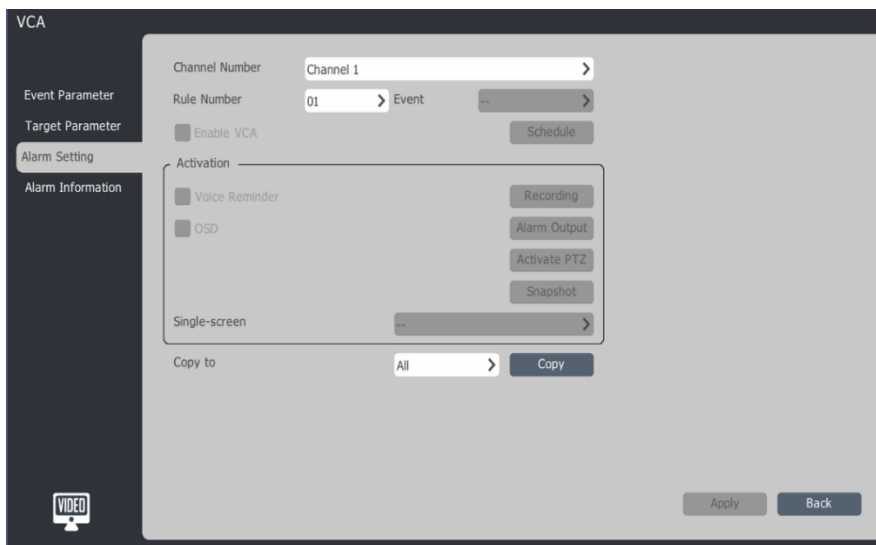 VCA
Event Parameter
Target Parameter
Alarm Setting
Alarm Information
Channel Number Channel 1
Rule Number 01 Event --
Enable VCA Schedule
Activation
Voice Reminder Recording
OSD Alarm Output
Activate PTZ
Snapshot
Single-screen --
Copy to All Copy
VIDEO
Apply Back